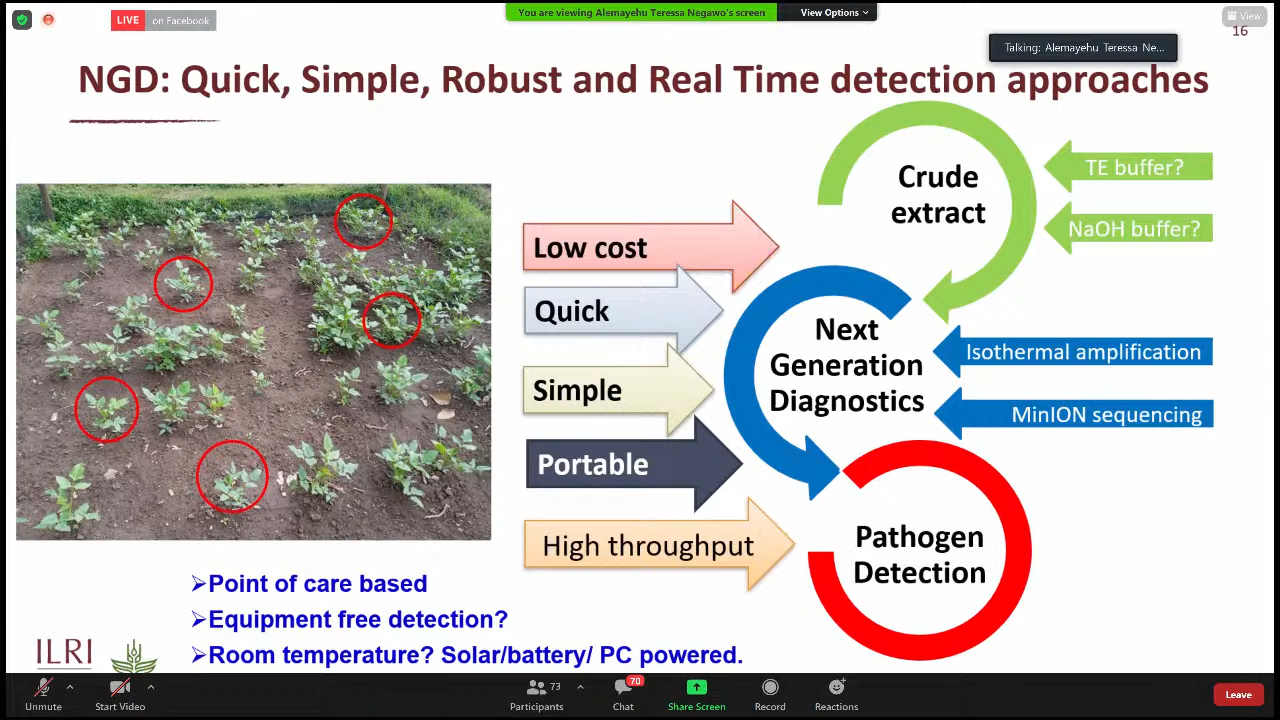 LIVE on Facebook
You are viewing Alemayehu Teressa Negawo's screen
View Options
View
16
Talking: Alemayehu Teressa Ne...
NGD: Quick, Simple, Robust and Real Time detection approaches
Crude
extract
TE buffer?
NaOH buffer?
Low cost
Quick
Simple
Portable
High throughput
Next
Generation
Diagnostics
Isothermal amplification
MinION sequencing
Pathogen
Detection
➢Point of care based
➢Equipment free detection?
➢Room temperature? Solar/battery/ PC powered.
ILRI
Unmute
Start Video
73
Participants
70
Chat
Share Screen
Record
Reactions
Leave